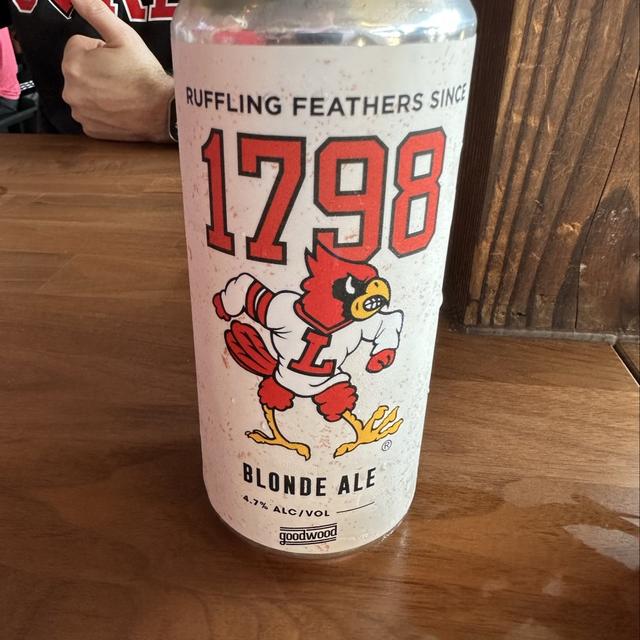 RUFFLING FEATHERS SINCE
1798
L
®
BLONDE ALE
4.7% ALC/VOL
goodwood